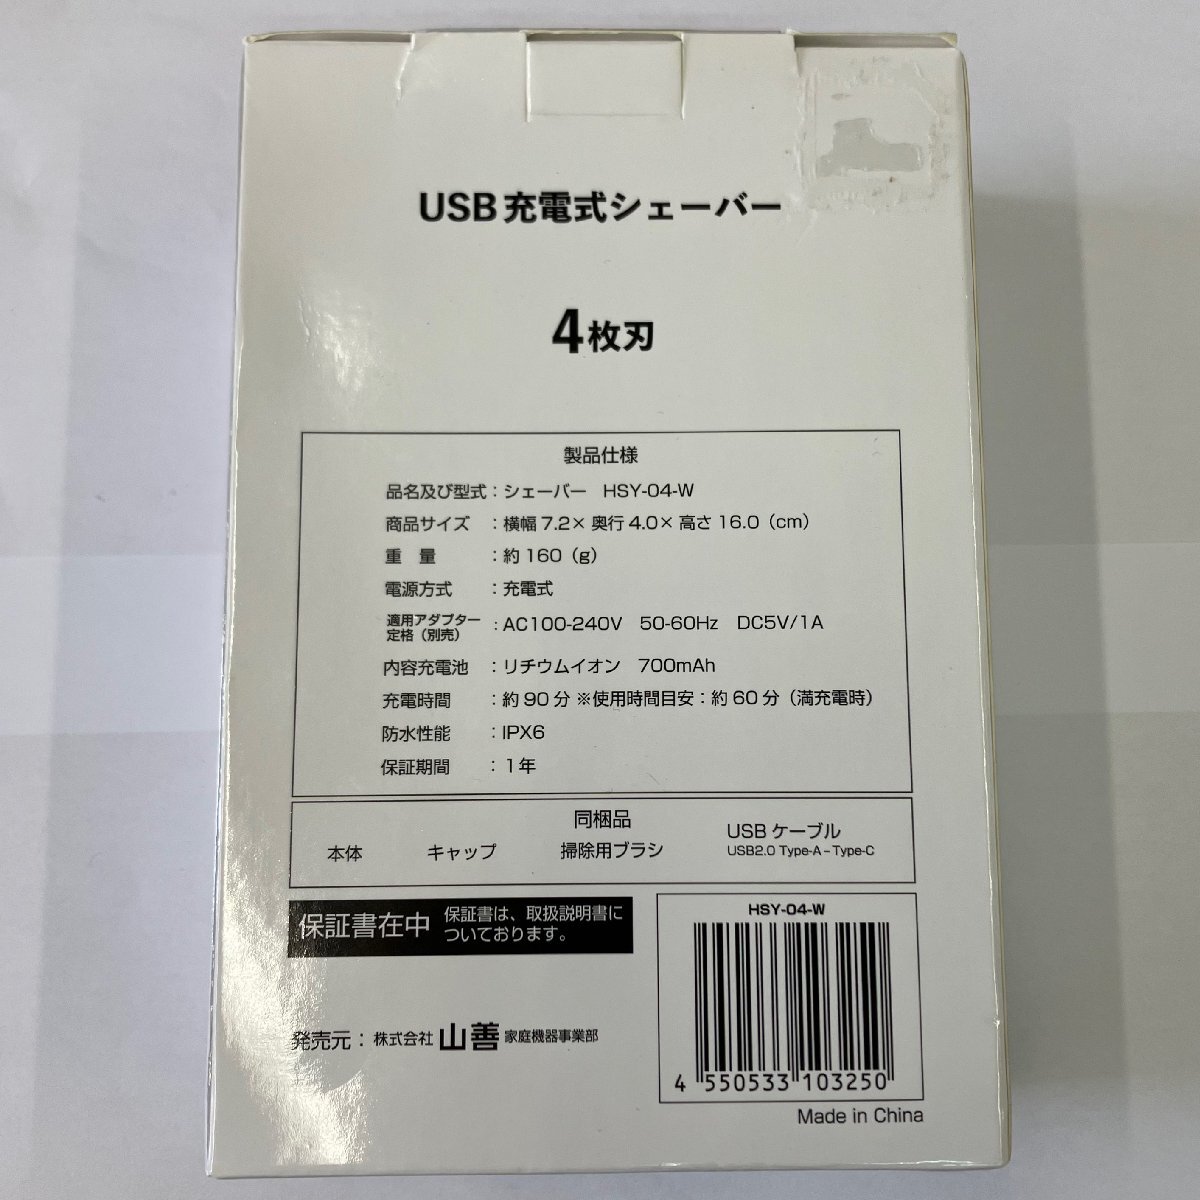 USB充電式シェーバー
4枚刃
製品仕様
品名及び型式：シェーバー　HSY-04-W
商品サイズ　：横幅 7.2× 奥行 4.0× 高さ 16.0（cm）
重　量　　　：約 160（g）
電源方式　　：充電式
適用アダプター定格（別売）：AC100-240V　50-60Hz　DC5V/1A
内容充電池　：リチウムイオン　700mAh
充電時間　　：約 90 分 ※使用時間目安：約 60 分（満充電時）
防水性能　　：IPX6
保証期間　　：1年
同梱品
本体　キャップ　掃除用ブラシ　USB ケーブル
USB2.0 Type-A – Type-C
保証書在中　保証書は、取扱説明書に
ついております。
発売元：株式会社 山善 家庭機器事業部
HSY-04-W
4 550533 103250
Made in China